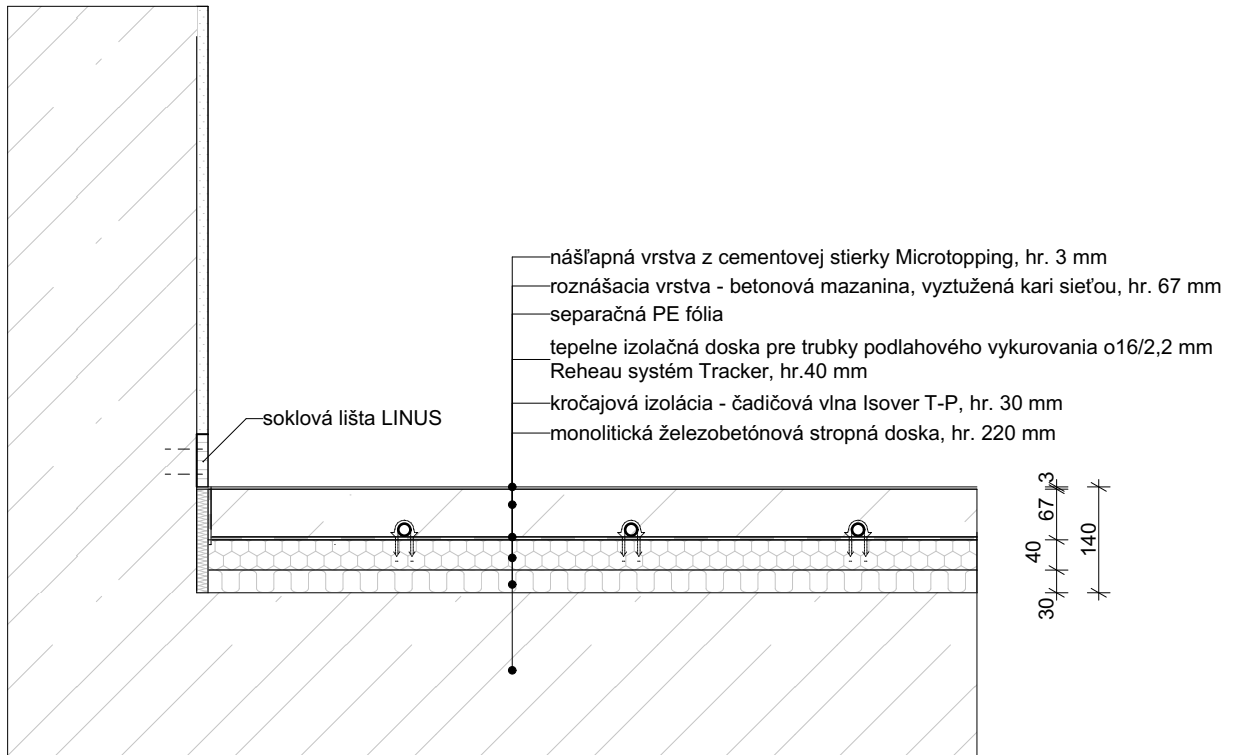 nášľapná vrstva z cementovej stierky Microtopping, hr. 3 mm
roznášacia vrstva - betonová mazanina, vyztužená kari sieťou, hr. 67 mm
separačná PE fólia
tepelne izolačná doska pre trubky podlahového vykurovania o16/2,2 mm
Reheau systém Tracker, hr.40 mm
kročajová izolácia - čadičová vlna Isover T-P, hr. 30 mm
monolitická železobetónová stropná doska, hr. 220 mm
soklová lišta LINUS
3
67
40
30
140